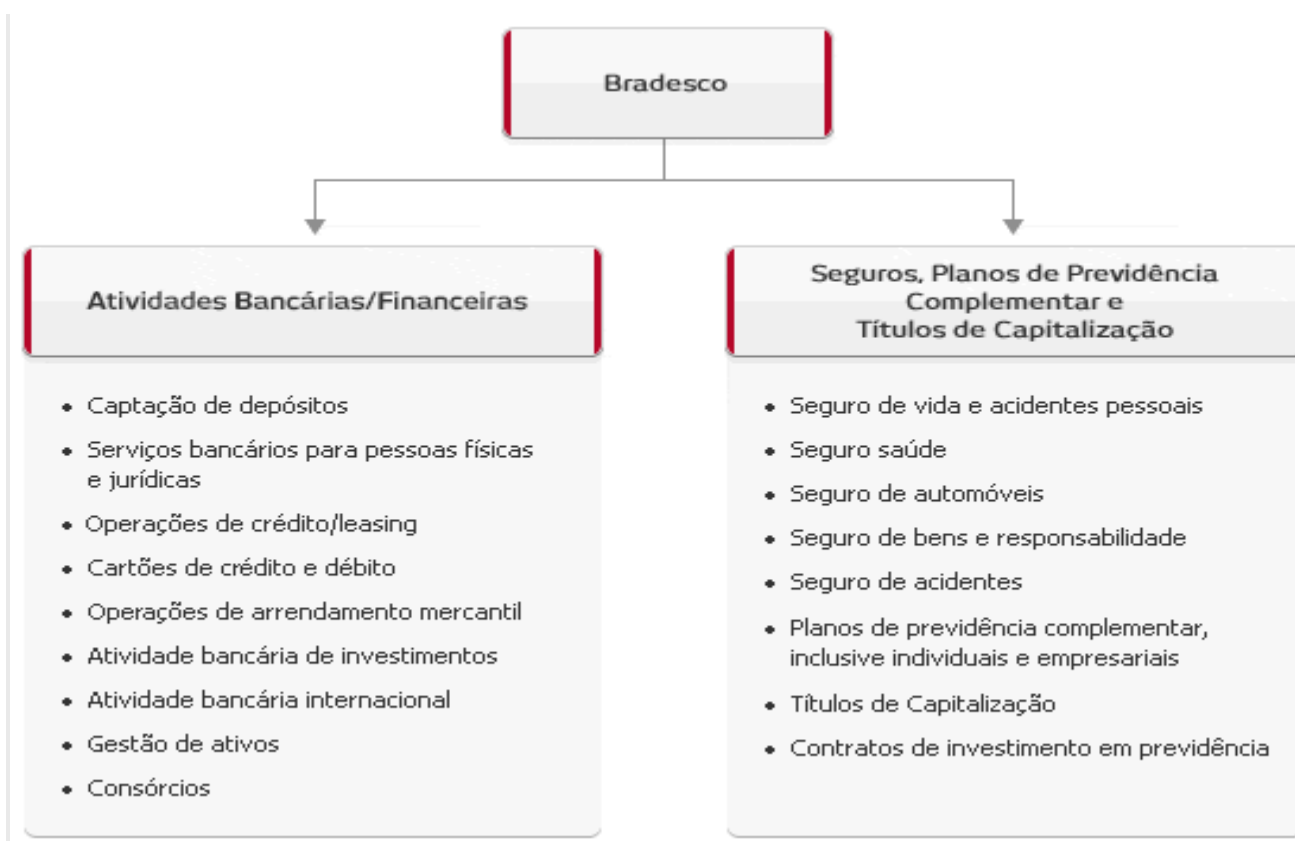 Bradesco
Atividades Bancárias/Financeiras
• Captação de depósitos
• Serviços bancários para pessoas físicas
e jurídicas
• Operações de crédito/leasing
• Cartões de crédito e débito
• Operações de arrendamento mercantil
• Atividade bancária de investimentos
• Atividade bancária internacional
• Gestão de ativos
• Consórcios
Seguros, Planos de Previdência
Complementar e
Títulos de Capitalização
• Seguro de vida e acidentes pessoais
• Seguro saúde
• Seguro de automóveis
• Seguro de bens e responsabilidade
• Seguro de acidentes
• Planos de previdência complementar,
inclusive individuais e empresariais
• Títulos de Capitalização
• Contratos de investimento em previdência